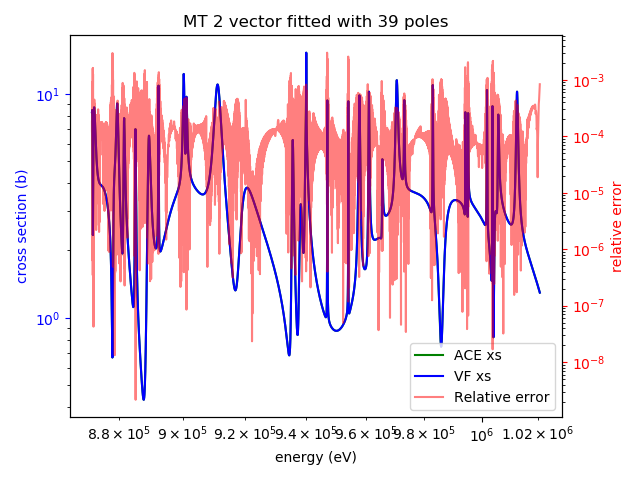 MT 2 vector fitted with 39 poles
cross section (b)
10¹
10⁰
10⁻³
10⁻⁴
10⁻⁵
10⁻⁶
10⁻⁷
10⁻⁸
relative error
ACE xs
VF xs
Relative error
8.8 × 10⁵ 9 × 10⁵ 9.2 × 10⁵ 9.4 × 10⁵ 9.6 × 10⁵ 9.8 × 10⁵ 10⁶ 1.02 × 10⁶
energy (eV)